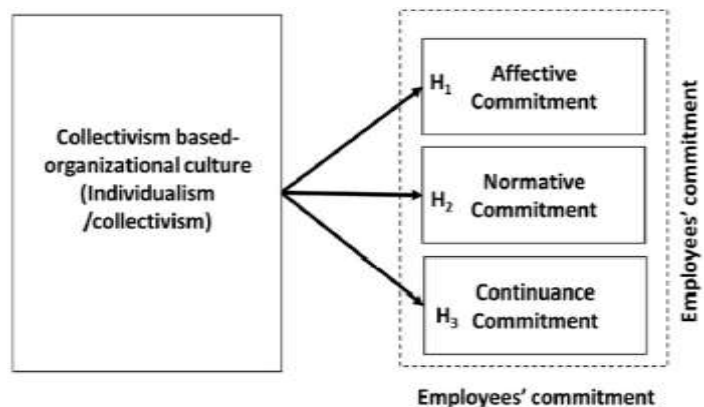 Collectivism based-
organizational culture
(Individualism
/collectivism)
H₁
Affective
Commitment
H₂
Normative
Commitment
H₃
Continuance
Commitment
Employees' commitment
Employees' commitment